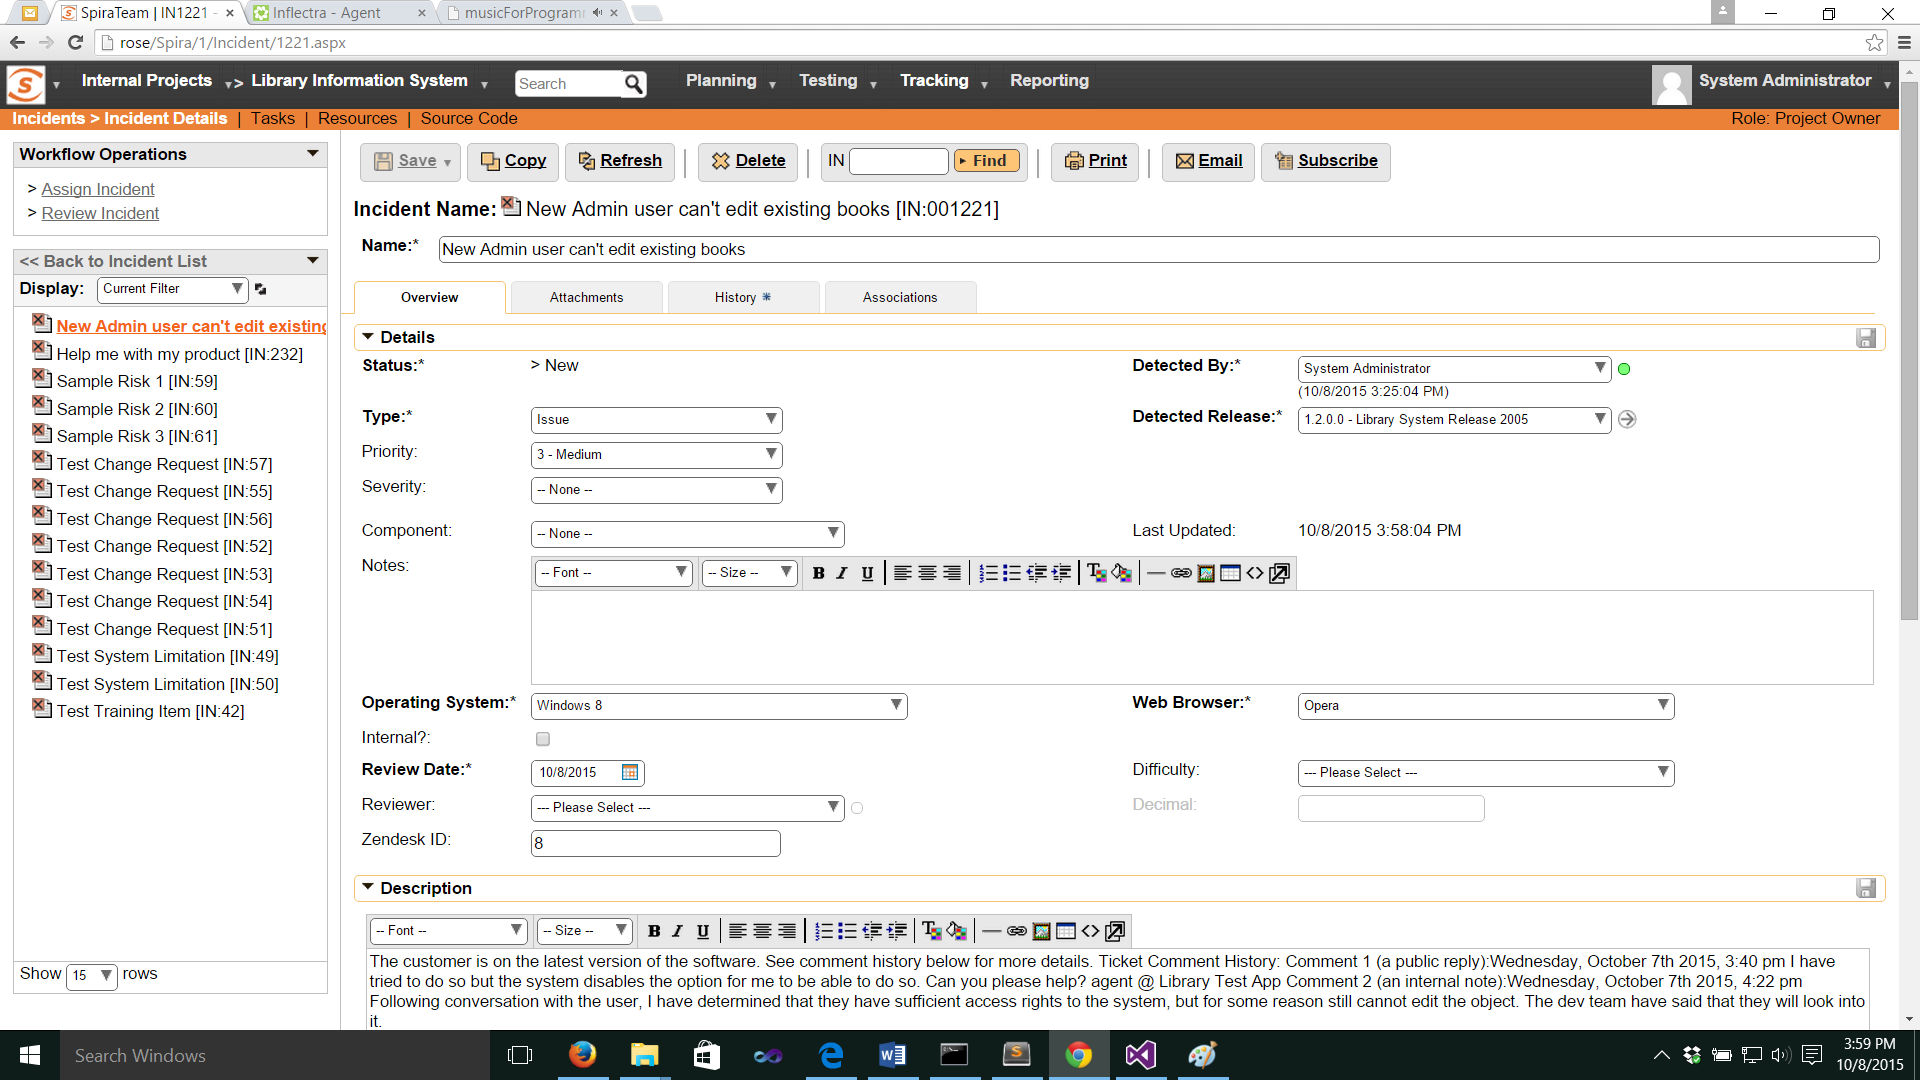 SpiraTeam | IN1221 -
Inflectra - Agent
musicForProgramm
rose/Spira/1/Incident/1221.aspx
Internal Projects > Library Information System Search Planning Testing Tracking Reporting System Administrator
Incidents > Incident Details | Tasks | Resources | Source Code Role: Project Owner
Workflow Operations
> Assign Incident
> Review Incident
<< Back to Incident List
Display: Current Filter
New Admin user can't edit existing
Help me with my product [IN:232]
Sample Risk 1 [IN:59]
Sample Risk 2 [IN:60]
Sample Risk 3 [IN:61]
Test Change Request [IN:57]
Test Change Request [IN:55]
Test Change Request [IN:56]
Test Change Request [IN:52]
Test Change Request [IN:53]
Test Change Request [IN:54]
Test Change Request [IN:51]
Test System Limitation [IN:49]
Test System Limitation [IN:50]
Test Training Item [IN:42]
Show 15 rows
Save Copy Refresh | Delete | IN Find | Print | Email Subscribe
Incident Name: New Admin user can't edit existing books [IN:001221]
Name:* New Admin user can't edit existing books
Overview Attachments History Associations
Details
Status:* > New Detected By:* System Administrator
(10/8/2015 3:25:04 PM)
Type:* Issue Detected Release:* 1.2.0.0 - Library System Release 2005
Priority: 3 - Medium
Severity: -- None --
Component: -- None -- Last Updated: 10/8/2015 3:58:04 PM
Notes: -- Font -- -- Size -- B I U
Operating System:* Windows 8 Web Browser:* Opera
Internal?:
Review Date:* 10/8/2015 Difficulty: --- Please Select ---
Reviewer: --- Please Select --- Decimal:
Zendesk ID: 8
Description
-- Font -- -- Size -- B I U
The customer is on the latest version of the software. See comment history below for more details. Ticket Comment History: Comment 1 (a public reply):Wednesday, October 7th 2015, 3:40 pm I have
tried to do so but the system disables the option for me to be able to do so. Can you please help? agent @ Library Test App Comment 2 (an internal note):Wednesday, October 7th 2015, 4:22 pm
Following conversation with the user, I have determined that they have sufficient access rights to the system, but for some reason still cannot edit the object. The dev team have said that they will look into
it.
Search Windows
3:59 PM
10/8/2015